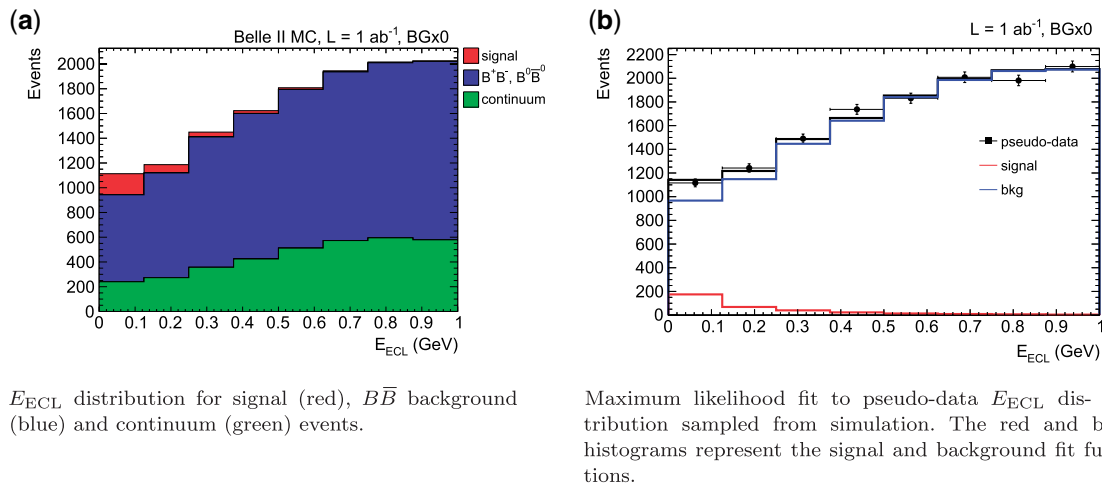 (a)
Belle II MC, L = 1 ab⁻¹, BGx0
Events
2000
1800
1600
1400
1200
1000
800
600
400
200
0
0 0.1 0.2 0.3 0.4 0.5 0.6 0.7 0.8 0.9 1
E_ECL (GeV)
signal
B⁺B⁻, B⁰B̅⁰
continuum
E_ECL distribution for signal (red), BB̅ background
(blue) and continuum (green) events.
(b)
L = 1 ab⁻¹, BGx0
Events
2200
2000
1800
1600
1400
1200
1000
800
600
400
200
0
0 0.1 0.2 0.3 0.4 0.5 0.6 0.7 0.8 0.9 1
E_ECL (GeV)
pseudo-data
signal
bkg
Maximum likelihood fit to pseudo-data E_ECL dis-
tribution sampled from simulation. The red and b
histograms represent the signal and background fit fu
tions.